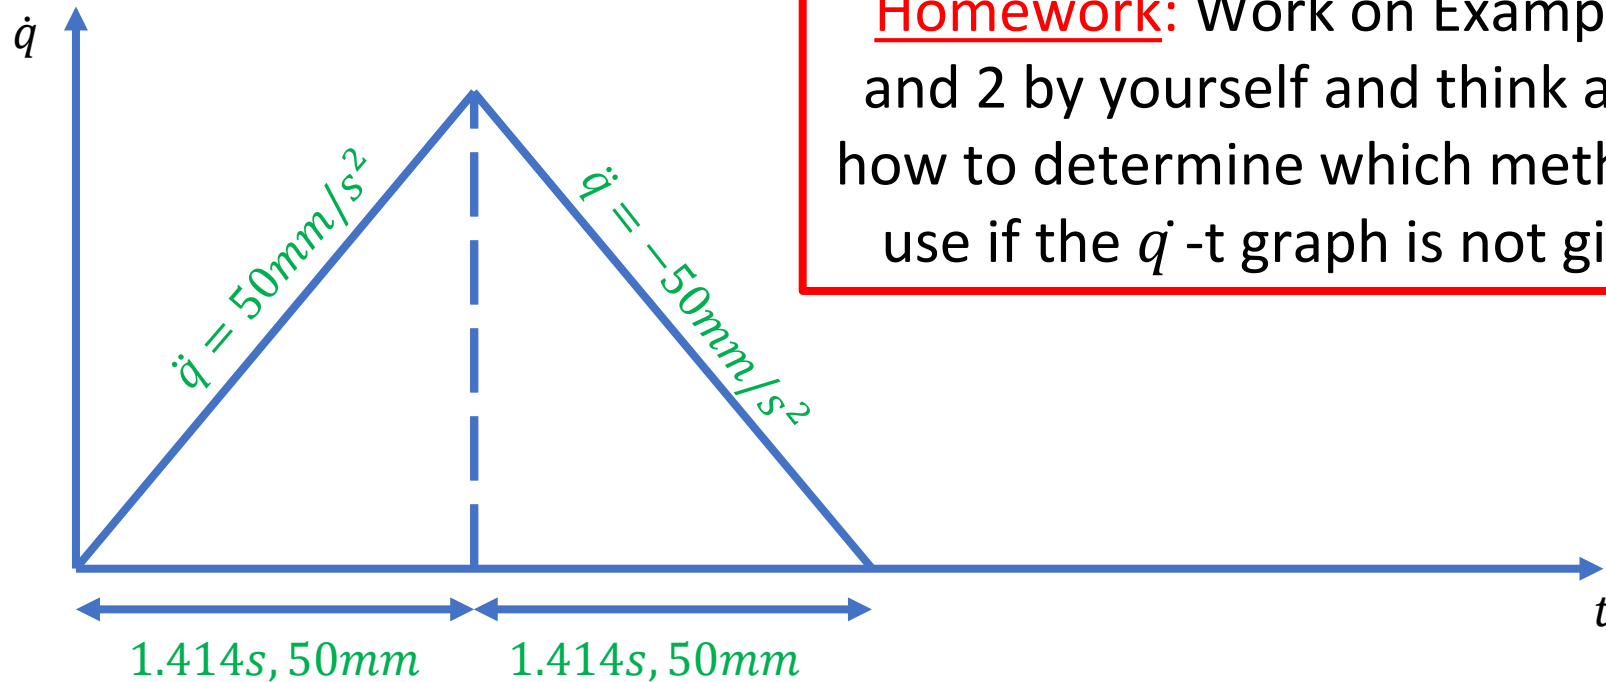 q̇
Homework: Work on Examp
and 2 by yourself and think a
how to determine which meth
use if the q̇ -t graph is not gi
q̈ = 50mm/s²
q̈ = −50mm/s²
t
1.414s, 50mm
1.414s, 50mm